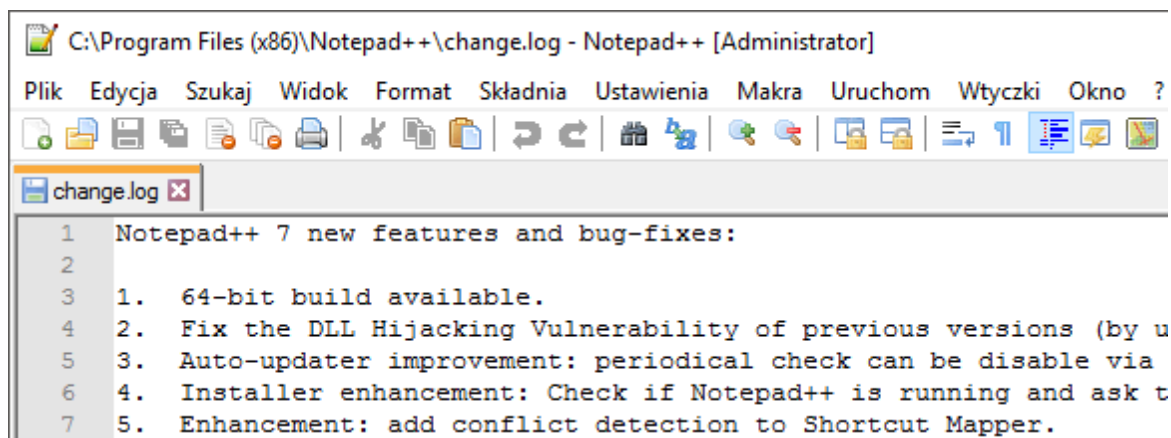 C:\Program Files (x86)\Notepad++\change.log - Notepad++ [Administrator]
Plik Edycja Szukaj Widok Format Składnia Ustawienia Makra Uruchom Wtyczki Okno ?
change.log
1 Notepad++ 7 new features and bug-fixes:
2
3 1. 64-bit build available.
4 2. Fix the DLL Hijacking Vulnerability of previous versions (by u
5 3. Auto-updater improvement: periodical check can be disable via
6 4. Installer enhancement: Check if Notepad++ is running and ask t
7 5. Enhancement: add conflict detection to Shortcut Mapper.